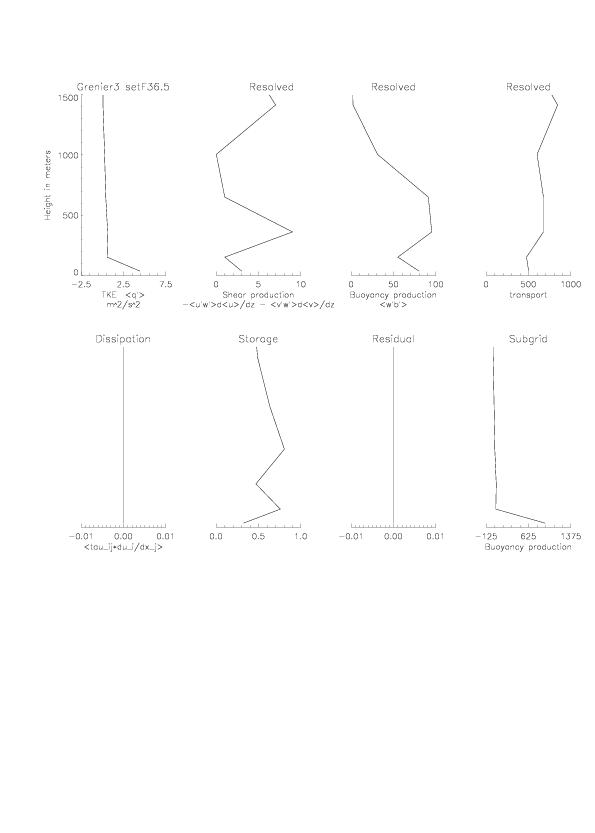 Grenier3 setF36.5 Resolved Resolved Resolved
1500
1000
500
0
Height in meters
-2.5 2.5 7.5 0 5 10 0 50 100 0 500 1000
TKE <q'> Shear production Buoyancy production transport
m^2/s^2 -<u'w'>d<u>/dz - <v'w'>d<v>/dz <w'b'>
Dissipation Storage Residual Subgrid
-0.01 0.00 0.01 0.0 0.5 1.0 -0.01 0.00 0.01 -125 625 1375
<tau_ij*du_i/dx_j> Buoyancy production